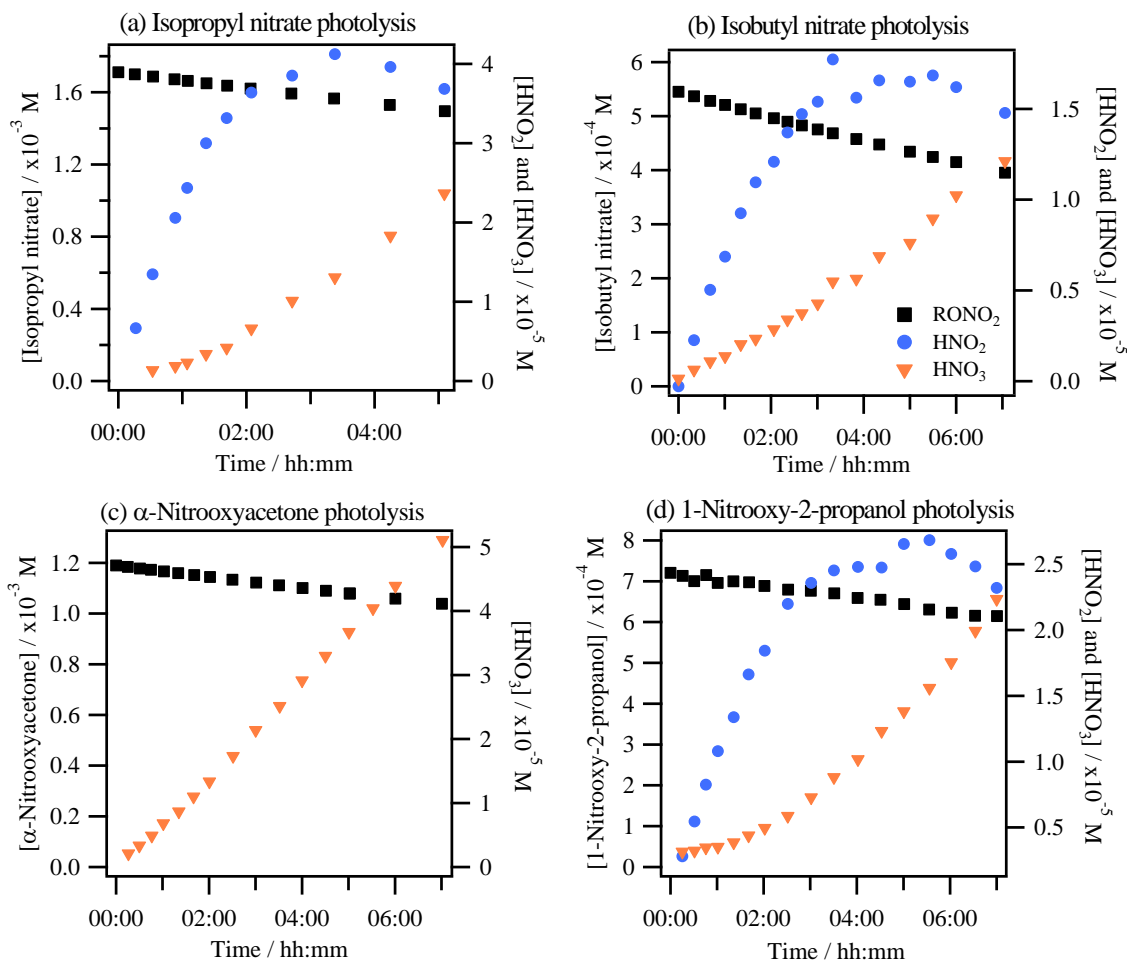 (a) Isopropyl nitrate photolysis
[Isopropyl nitrate] / x10⁻³ M
1.6
1.2
0.8
0.4
0.0
4
3
2
1
0
[HNO₂] and [HNO₃] / x10⁻⁵ M
00:00 02:00 04:00
Time / hh:mm
(b) Isobutyl nitrate photolysis
[Isobutyl nitrate] / x10⁻⁴ M
6
5
4
3
2
1
0
1.5
1.0
0.5
0.0
[HNO₂] and [HNO₃] / x10⁻⁵ M
RONO₂
HNO₂
HNO₃
00:00 02:00 04:00 06:00
Time / hh:mm
(c) α-Nitrooxyacetone photolysis
[α-Nitrooxyacetone] / x10⁻³ M
1.2
1.0
0.8
0.6
0.4
0.2
0.0
5
4
3
2
1
0
[HNO₃] / x10⁻⁵ M
00:00 02:00 04:00 06:00
Time / hh:mm
(d) 1-Nitrooxy-2-propanol photolysis
[1-Nitrooxy-2-propanol] / x10⁻⁴ M
8
7
6
5
4
3
2
1
0
2.5
2.0
1.5
1.0
0.5
[HNO₂] and [HNO₃] / x10⁻⁵ M
00:00 02:00 04:00 06:00
Time / hh:mm